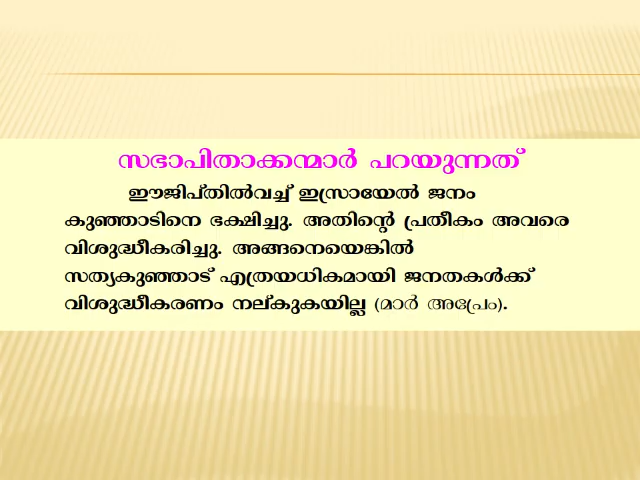 സഭാപിതാക്കന്മാർ പറയുന്നത്
ഈജിപ്തിൽവച്ച് ഇസ്രായേൽ ജനം
കുഞ്ഞാടിനെ ഭക്ഷിച്ചു. അതിന്റെ പ്രതീകം അവരെ
വിശുദ്ധീകരിച്ചു. അങ്ങനെയെങ്കിൽ
സത്യകുഞ്ഞാട് എത്രയധികമായി ജനതകൾക്ക്
വിശുദ്ധീകരണം നല്കുകയില്ല (മാർ അപ്രേം).